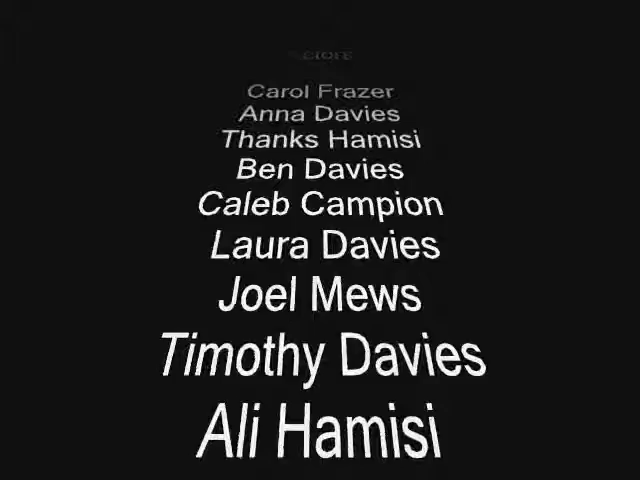 Carol Frazer
Anna Davies
Thanks Hamisi
Ben Davies
Caleb Campion
Laura Davies
Joel Mews
Timothy Davies
Ali Hamisi